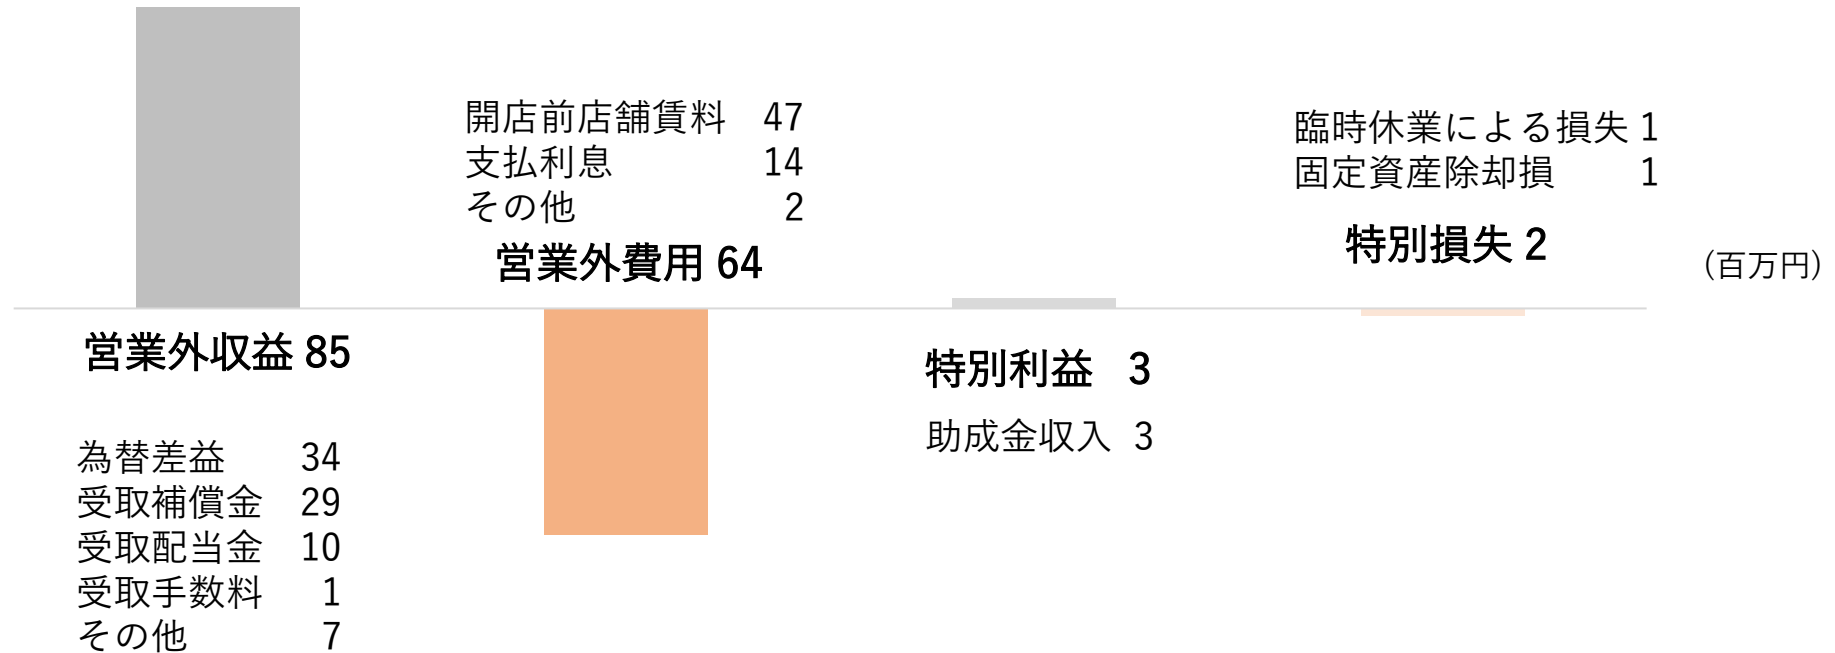 営業外収益 85
為替差益 34
受取補償金 29
受取配当金 10
受取手数料 1
その他 7
開店前店舗賃料 47
支払利息 14
その他 2
営業外費用 64
特別利益 3
助成金収入 3
臨時休業による損失 1
固定資産除却損 1
特別損失 2
(百万円)